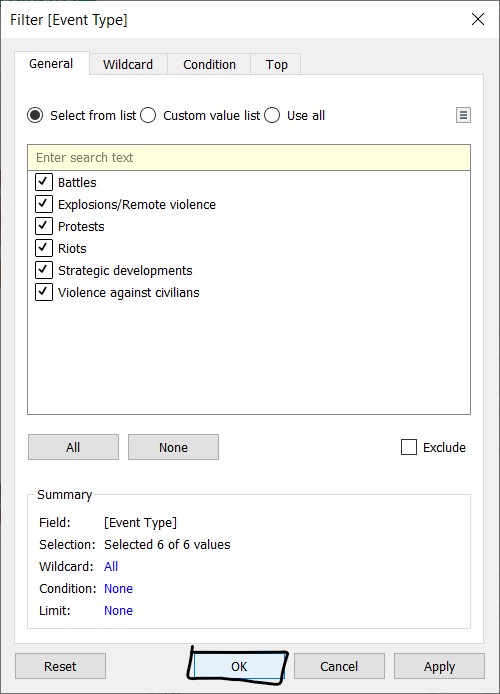 Filter [Event Type]
General Wildcard Condition Top
Select from list Custom value list Use all
Enter search text
Battles
Explosions/Remote violence
Protests
Riots
Strategic developments
Violence against civilians
All None Exclude
Summary
Field: [Event Type]
Selection: Selected 6 of 6 values
Wildcard: All
Condition: None
Limit: None
Reset OK Cancel Apply